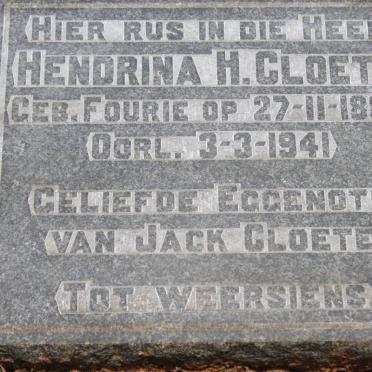 HIER RUS IN DIE HEER
HENDRINA H. CLOET
GEB. FOURIE OP 27-11-18
OORL. 3-3-1941
GELIEFDE EGGENOT
VAN JACK CLOETE
TOT WEERSIENS